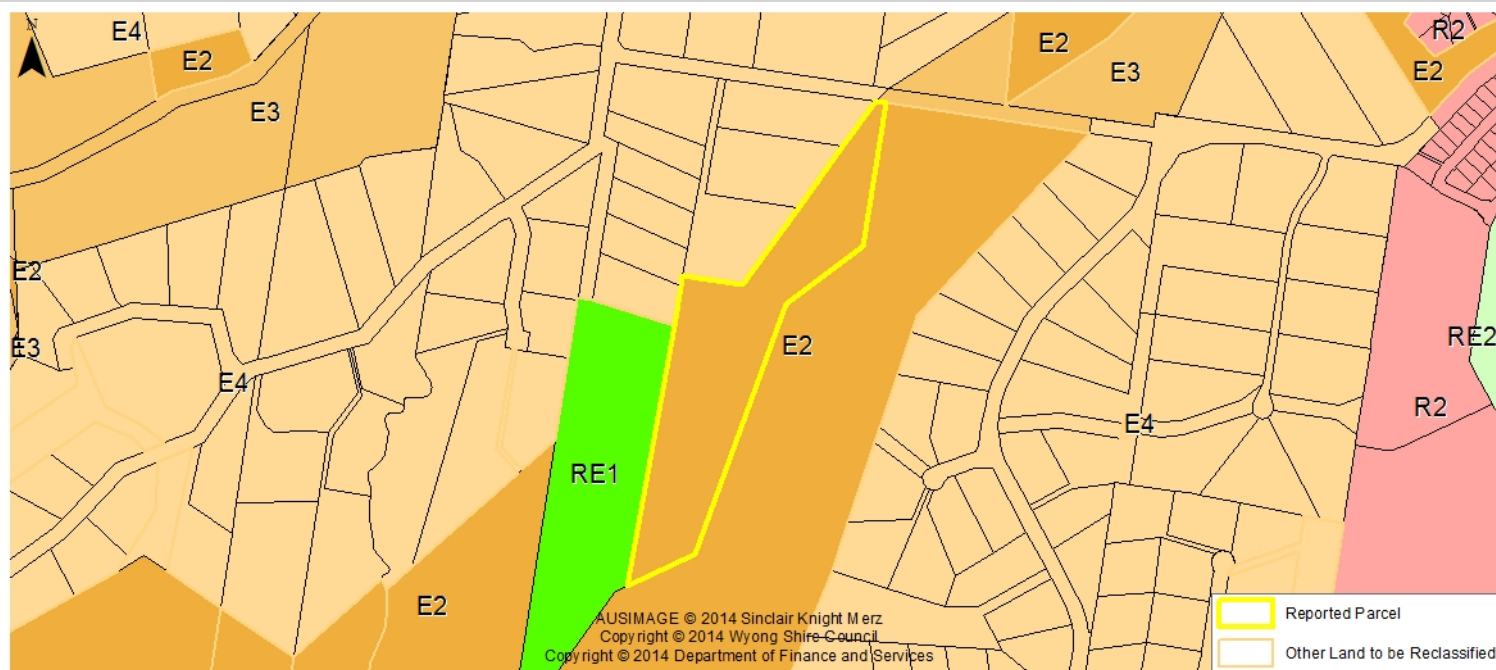 N
E4
E2
E3
E2
E3
R2
E2
E2
E3
E4
E2
RE1
E2
E4
RE2
R2
AUSIMAGE © 2014 Sinclair Knight Merz
Copyright © 2014 Wyong Shire Council
Copyright © 2014 Department of Finance and Services
Reported Parcel
Other Land to be Reclassified